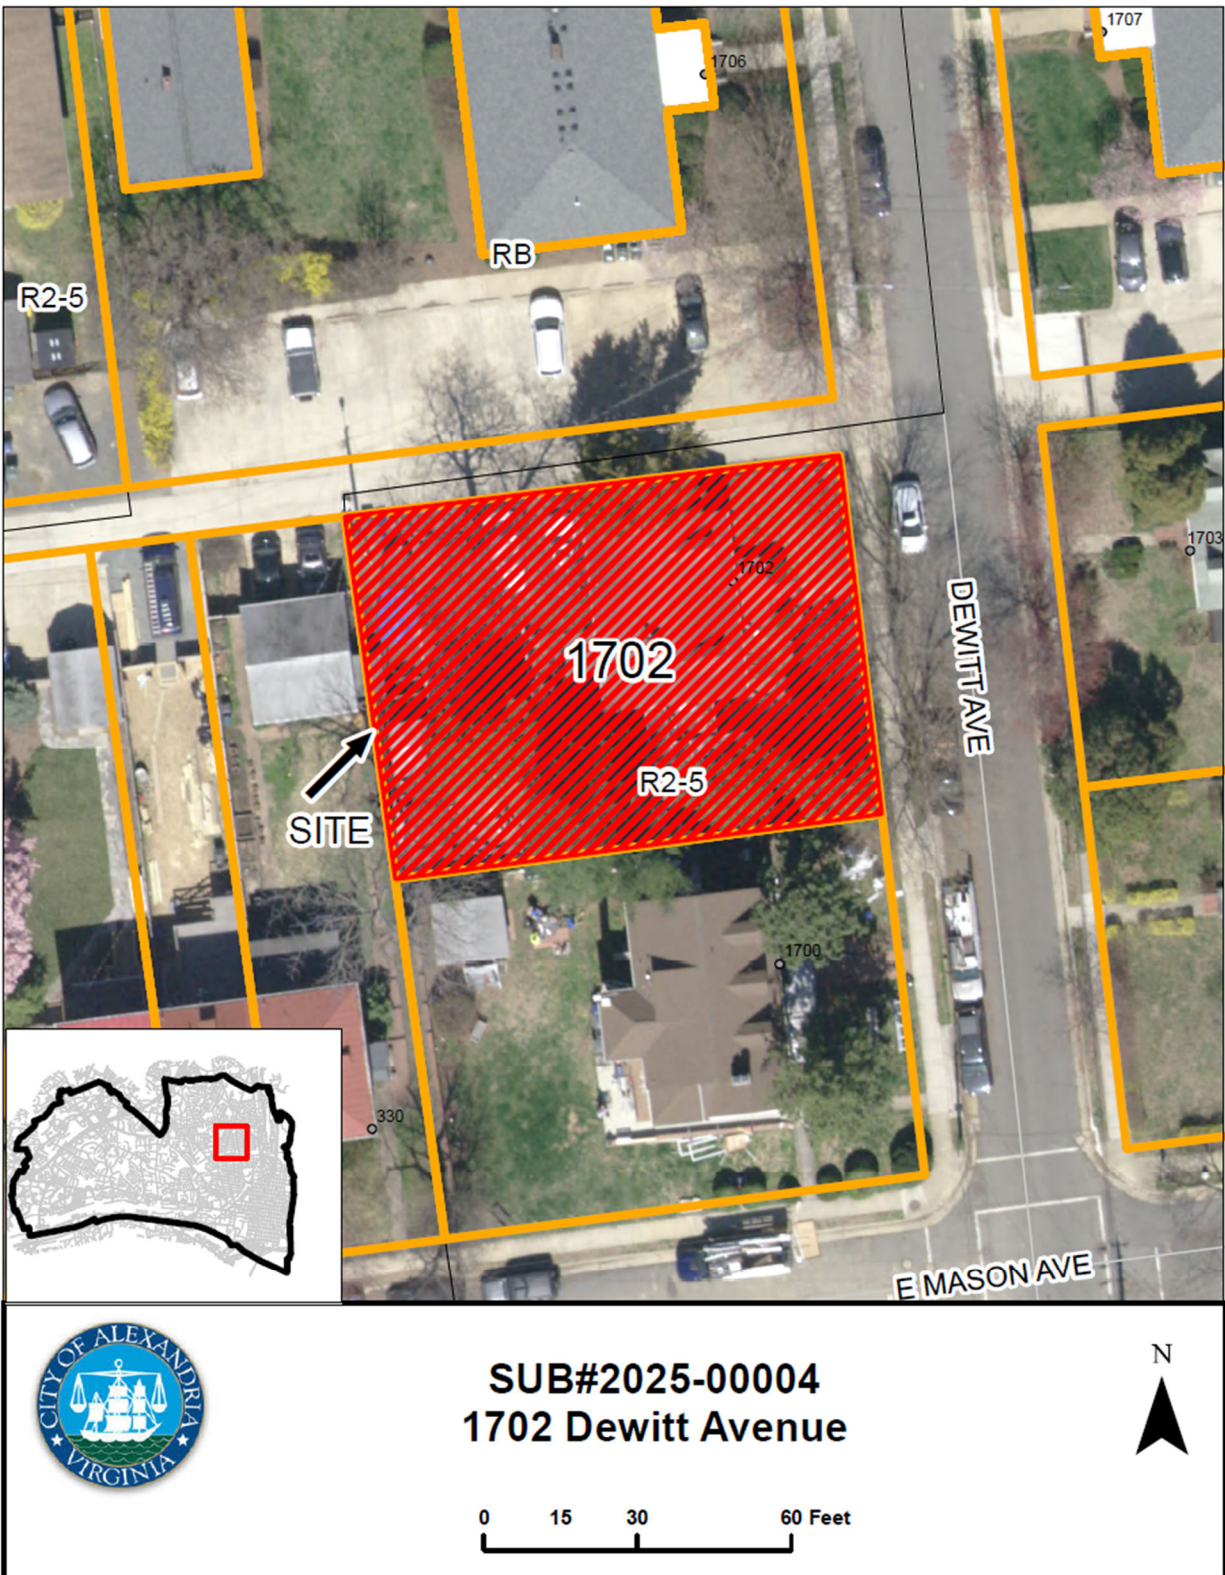 1707
1706
RB
R2-5
1703
1702
1702
DEWITT AVE
R2-5
SITE
1700
330
E MASON AVE
CITY OF ALEXANDRIA
VIRGINIA
SUB#2025-00004
1702 Dewitt Avenue
N
0 15 30 60 Feet